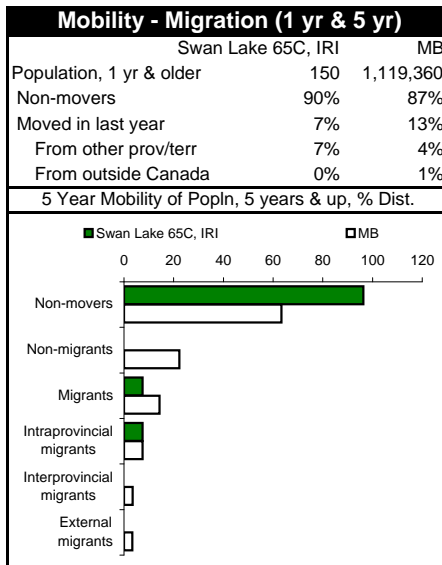 Mobility - Migration (1 yr & 5 yr)
Swan Lake 65C, IRI MB
Population, 1 yr & older 150 1,119,360
Non-movers 90% 87%
Moved in last year 7% 13%
From other prov/terr 7% 4%
From outside Canada 0% 1%
5 Year Mobility of Popln, 5 years & up, % Dist.
Swan Lake 65C, IRI MB
0 20 40 60 80 100 120
Non-movers
Non-migrants
Migrants
Intraprovincial
migrants
Interprovincial
migrants
External
migrants